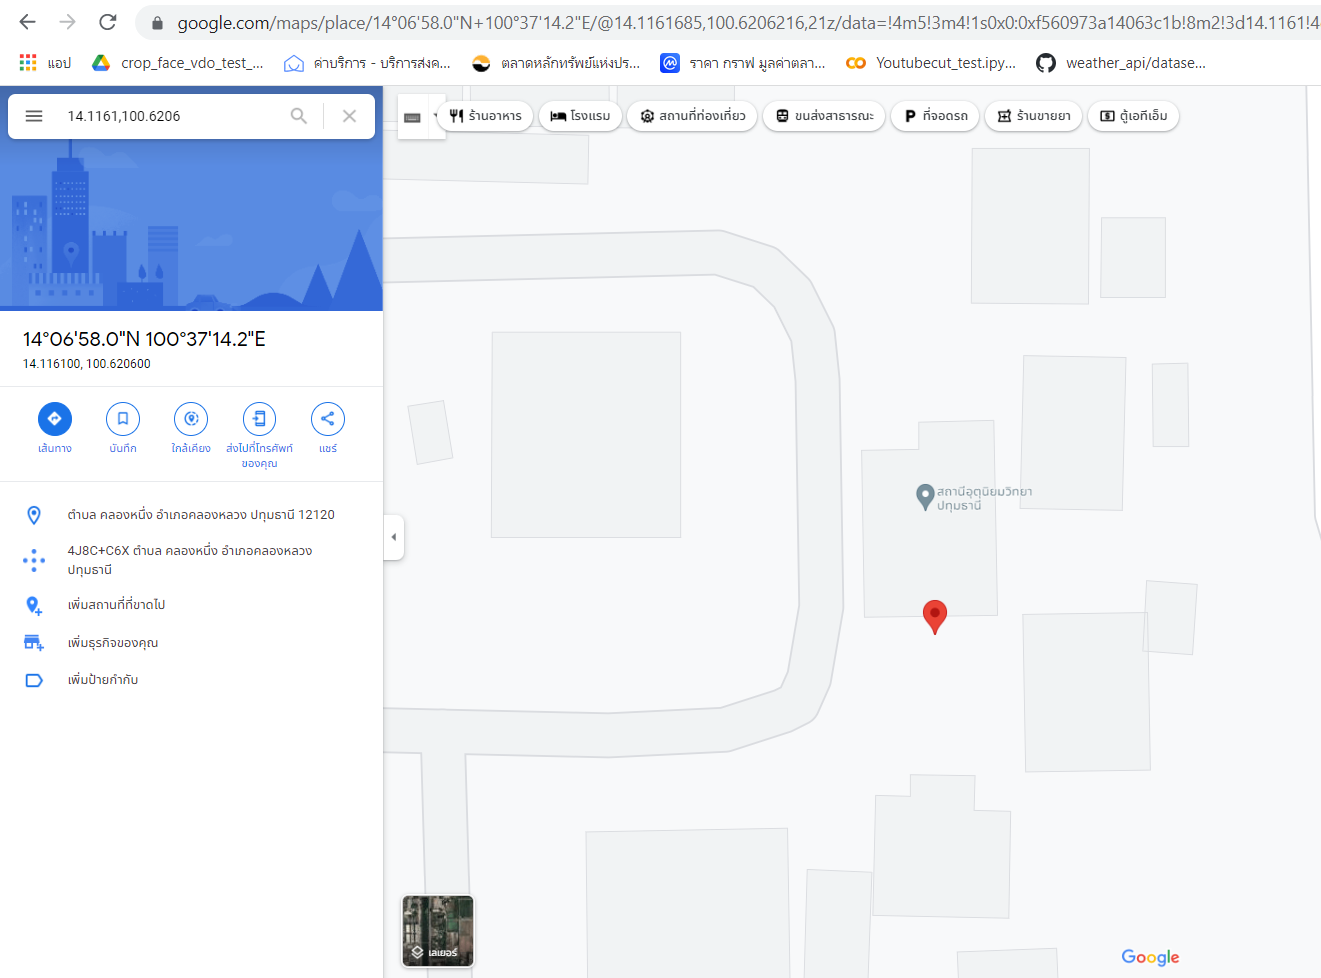 google.com/maps/place/14°06'58.0"N+100°37'14.2"E/@14.1161685,100.6206216,21z/data=!4m5!3m4!1s0x0:0xf560973a14063c1b!8m2!3d14.1161!4
แอป
crop_face_vdo_test_...
ค่าบริการ - บริการส่งค...
ตลาดหลักทรัพย์แห่งปร...
ราคา กราฟ มูลค่าตลา...
Youtubecut_test.ipy...
weather_api/datase...
14.1161,100.6206
ร้านอาหาร
โรงแรม
สถานที่ท่องเที่ยว
ขนส่งสาธารณะ
ที่จอดรถ
ร้านขายยา
ตู้เอทีเอ็ม
14°06'58.0"N 100°37'14.2"E
14.116100, 100.620600
เส้นทาง
บันทึก
ใกล้เคียง
ส่งไปที่โทรศัพท์
ของคุณ
แชร์
ตำบล คลองหนึ่ง อำเภอคลองหลวง ปทุมธานี 12120
4J8C+C6X ตำบล คลองหนึ่ง อำเภอคลองหลวง
ปทุมธานี
เพิ่มสถานที่ที่ขาดไป
เพิ่มธุรกิจของคุณ
เพิ่มป้ายกำกับ
สถานีอุตุนิยมวิทยา
ปทุมธานี
เลเยอร์
Google